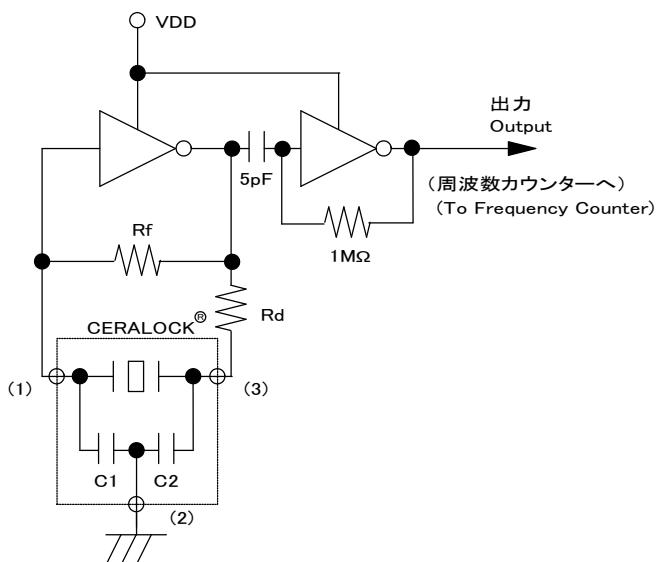 VDD
出力
Output
5pF
(周波数カウンターへ)
(To Frequency Counter)
Rf
1MΩ
Rd
CERALOCK®
(1)
(3)
C1
C2
(2)